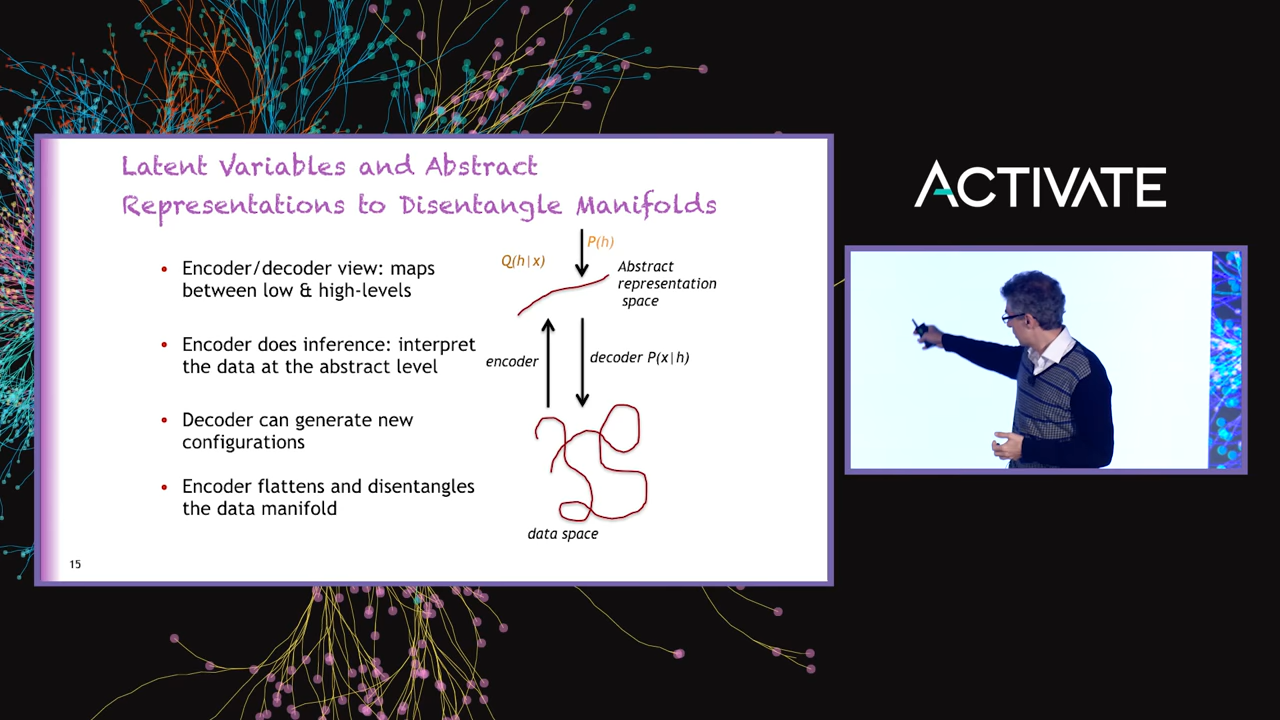 Latent Variables and Abstract
Representations to Disentangle Manifolds
• Encoder/decoder view: maps
between low & high-levels
• Encoder does inference: interpret
the data at the abstract level
• Decoder can generate new
configurations
• Encoder flattens and disentangles
the data manifold
P(h)
Q(h|x)
Abstract
representation
space
encoder
decoder P(x|h)
data space
15
ACTIVATE